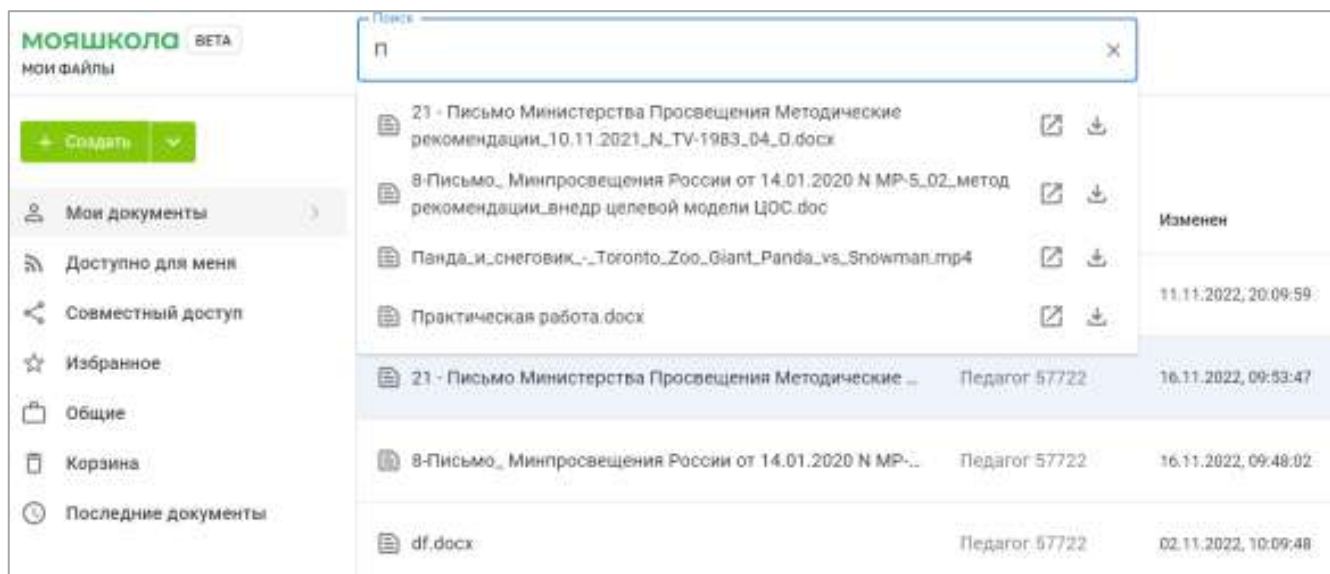 МОЯШКОЛА BETA
МОИ ФАЙЛЫ
Поиск
П
+ Создать
Мои документы
Доступно для меня
Совместный доступ
Избранное
Общие
Корзина
Последние документы
21 - Письмо Министерства Просвещения Методические
рекомендации_10.11.2021_N_TV-1983_04_O.docx
8-Письмо_ Минпросвещения России от 14.01.2020 N МР-5_02_метод
рекомендации_внедр целевой модели ЦОС.doc
Панда_и_снеговик_-_Toronto_Zoo_Giant_Panda_vs_Snowman.mp4
Практическая работа.docx
Изменен
11.11.2022, 20:09:59
21 - Письмо Министерства Просвещения Методические ... Педагог 57722 16.11.2022, 09:53:47
8-Письмо_ Минпросвещения России от 14.01.2020 N МР-... Педагог 57722 16.11.2022, 09:48:02
df.docx Педагог 57722 02.11.2022, 10:09:48